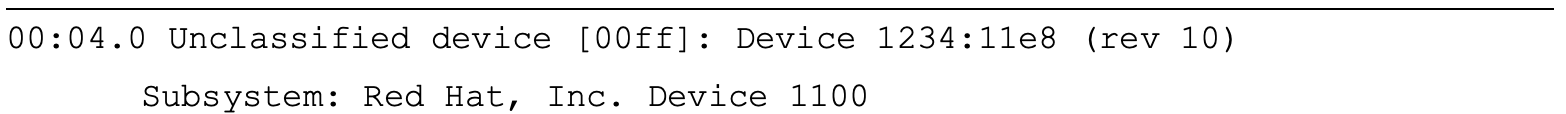 00:04.0 Unclassified device [00ff]: Device 1234:11e8 (rev 10)
Subsystem: Red Hat, Inc. Device 1100